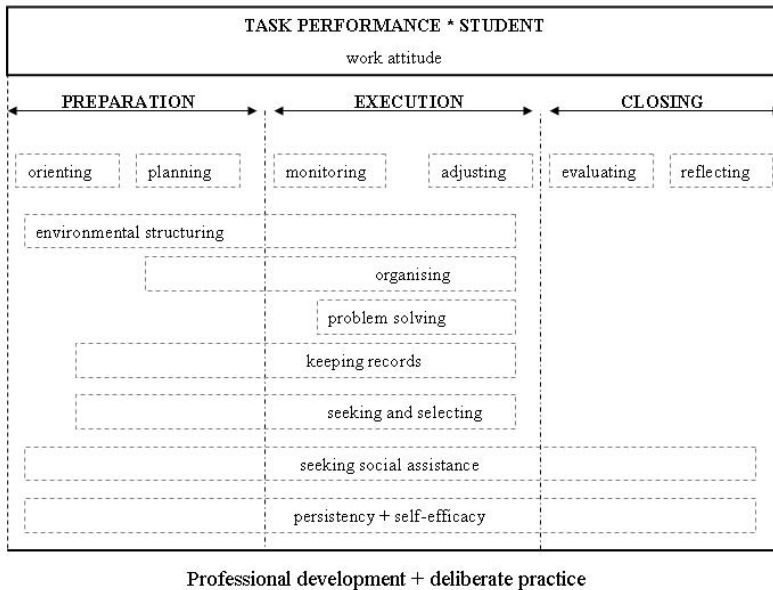 TASK PERFORMANCE * STUDENT
work attitude
PREPARATION EXECUTION CLOSING
orienting planning monitoring adjusting evaluating reflecting
environmental structuring
organising
problem solving
keeping records
seeking and selecting
seeking social assistance
persistency + self-efficacy
Professional development + deliberate practice